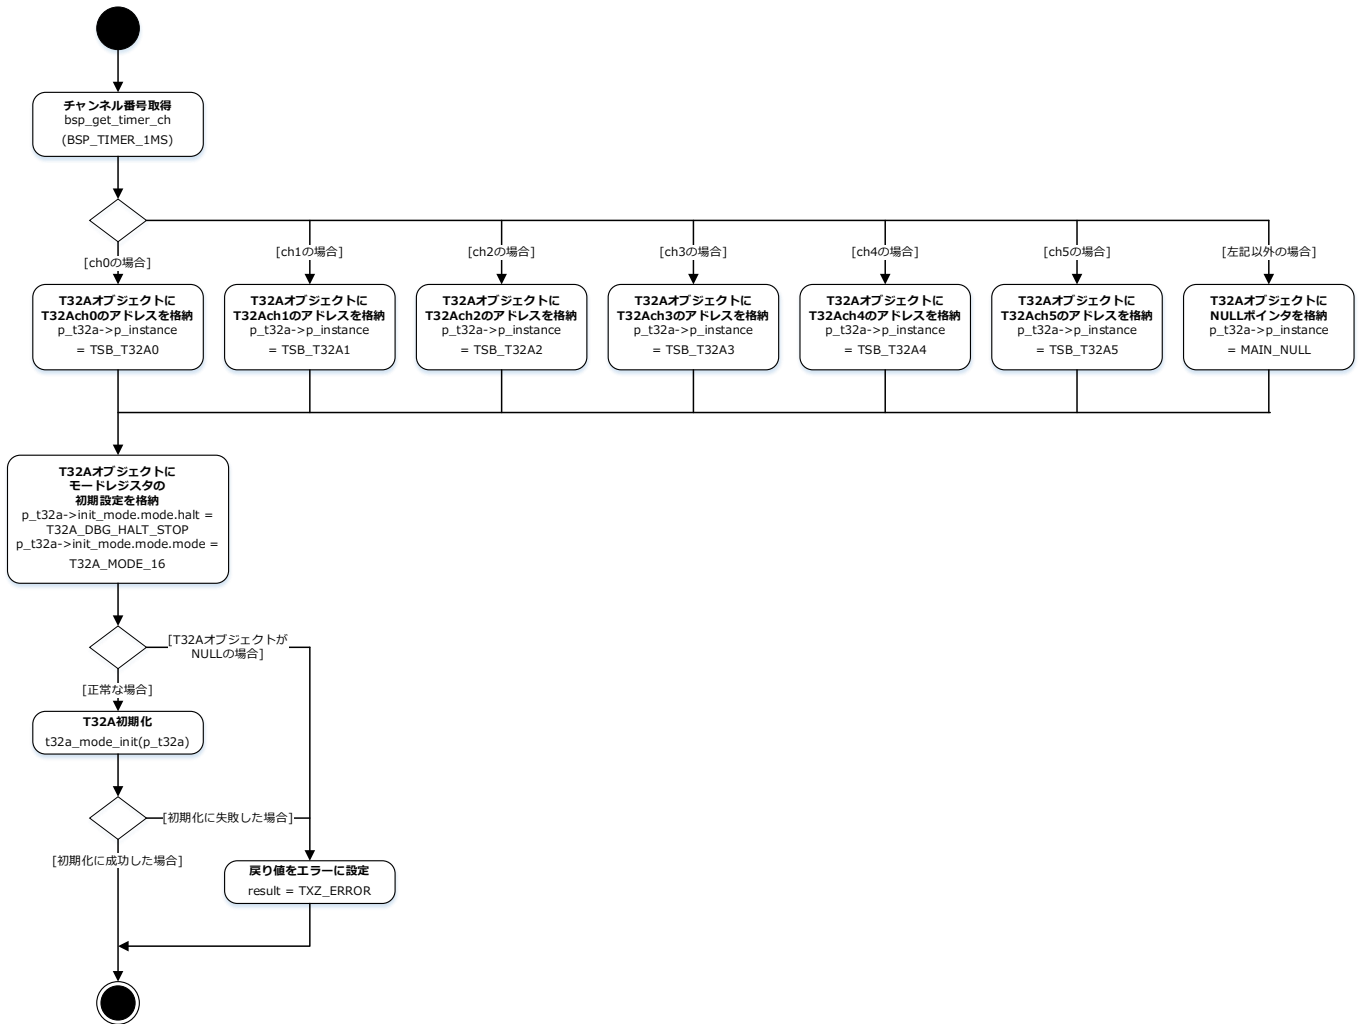 チャンネル番号取得
bsp_get_timer_ch
(BSP_TIMER_1MS)
[ch0の場合]
[ch1の場合]
[ch2の場合]
[ch3の場合]
[ch4の場合]
[ch5の場合]
[左記以外の場合]
T32Aオブジェクトに
T32Ach0のアドレスを格納
p_t32a->p_instance
= TSB_T32A0
T32Aオブジェクトに
T32Ach1のアドレスを格納
p_t32a->p_instance
= TSB_T32A1
T32Aオブジェクトに
T32Ach2のアドレスを格納
p_t32a->p_instance
= TSB_T32A2
T32Aオブジェクトに
T32Ach3のアドレスを格納
p_t32a->p_instance
= TSB_T32A3
T32Aオブジェクトに
T32Ach4のアドレスを格納
p_t32a->p_instance
= TSB_T32A4
T32Aオブジェクトに
T32Ach5のアドレスを格納
p_t32a->p_instance
= TSB_T32A5
T32Aオブジェクトに
NULLポインタを格納
p_t32a->p_instance
= MAIN_NULL
T32Aオブジェクトに
モードレジスタの
初期設定を格納
p_t32a->init_mode.mode.halt =
T32A_DBG_HALT_STOP
p_t32a->init_mode.mode.mode =
T32A_MODE_16
[T32Aオブジェクトが
NULLの場合]
[正常な場合]
T32A初期化
t32a_mode_init(p_t32a)
[初期化に失敗した場合]
[初期化に成功した場合]
戻り値をエラーに設定
result = TXZ_ERROR